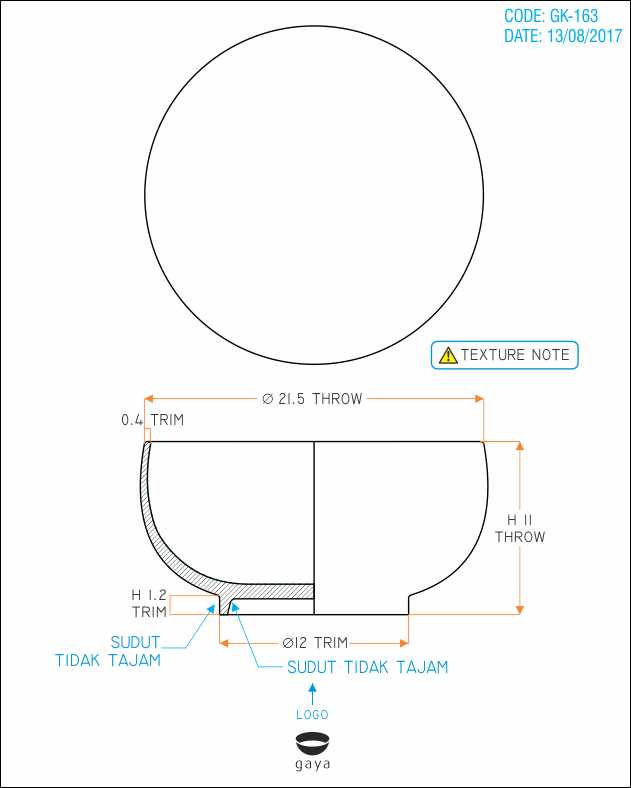 CODE: GK-163
DATE: 13/08/2017
TEXTURE NOTE
Ø 21.5 THROW
0.4 TRIM
H 11
THROW
H 1.2
TRIM
Ø12 TRIM
SUDUT
TIDAK TAJAM
SUDUT TIDAK TAJAM
LOGO
gaya